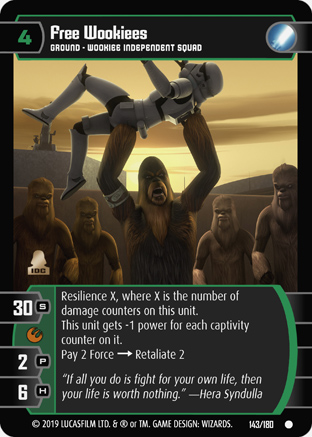 4
Free Wookiees
GROUND - WOOKIEE INDEPENDENT SQUAD
IDC
30 S
2 P
6 H
Resilience X, where X is the number of
damage counters on this unit.
This unit gets -1 power for each captivity
counter on it.
Pay 2 Force → Retaliate 2
“If all you do is fight for your own life, then
your life is worth nothing.” —Hera Syndulla
© 2019 LUCASFILM LTD. & ® or TM. GAME DESIGN: WIZARDS.
143/180